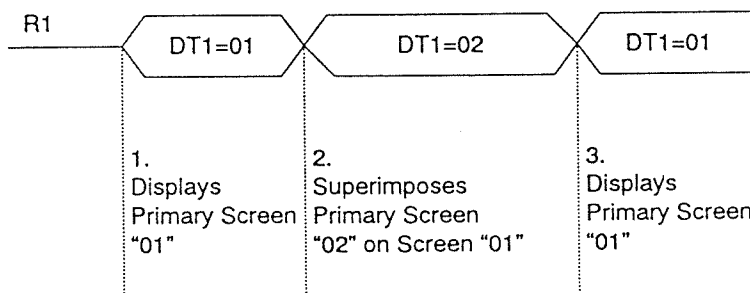 R1
DT1=01
DT1=02
DT1=01
1.
Displays
Primary Screen
"01"
2.
Superimposes
Primary Screen
"02" on Screen "01"
3.
Displays
Primary Screen
"01"